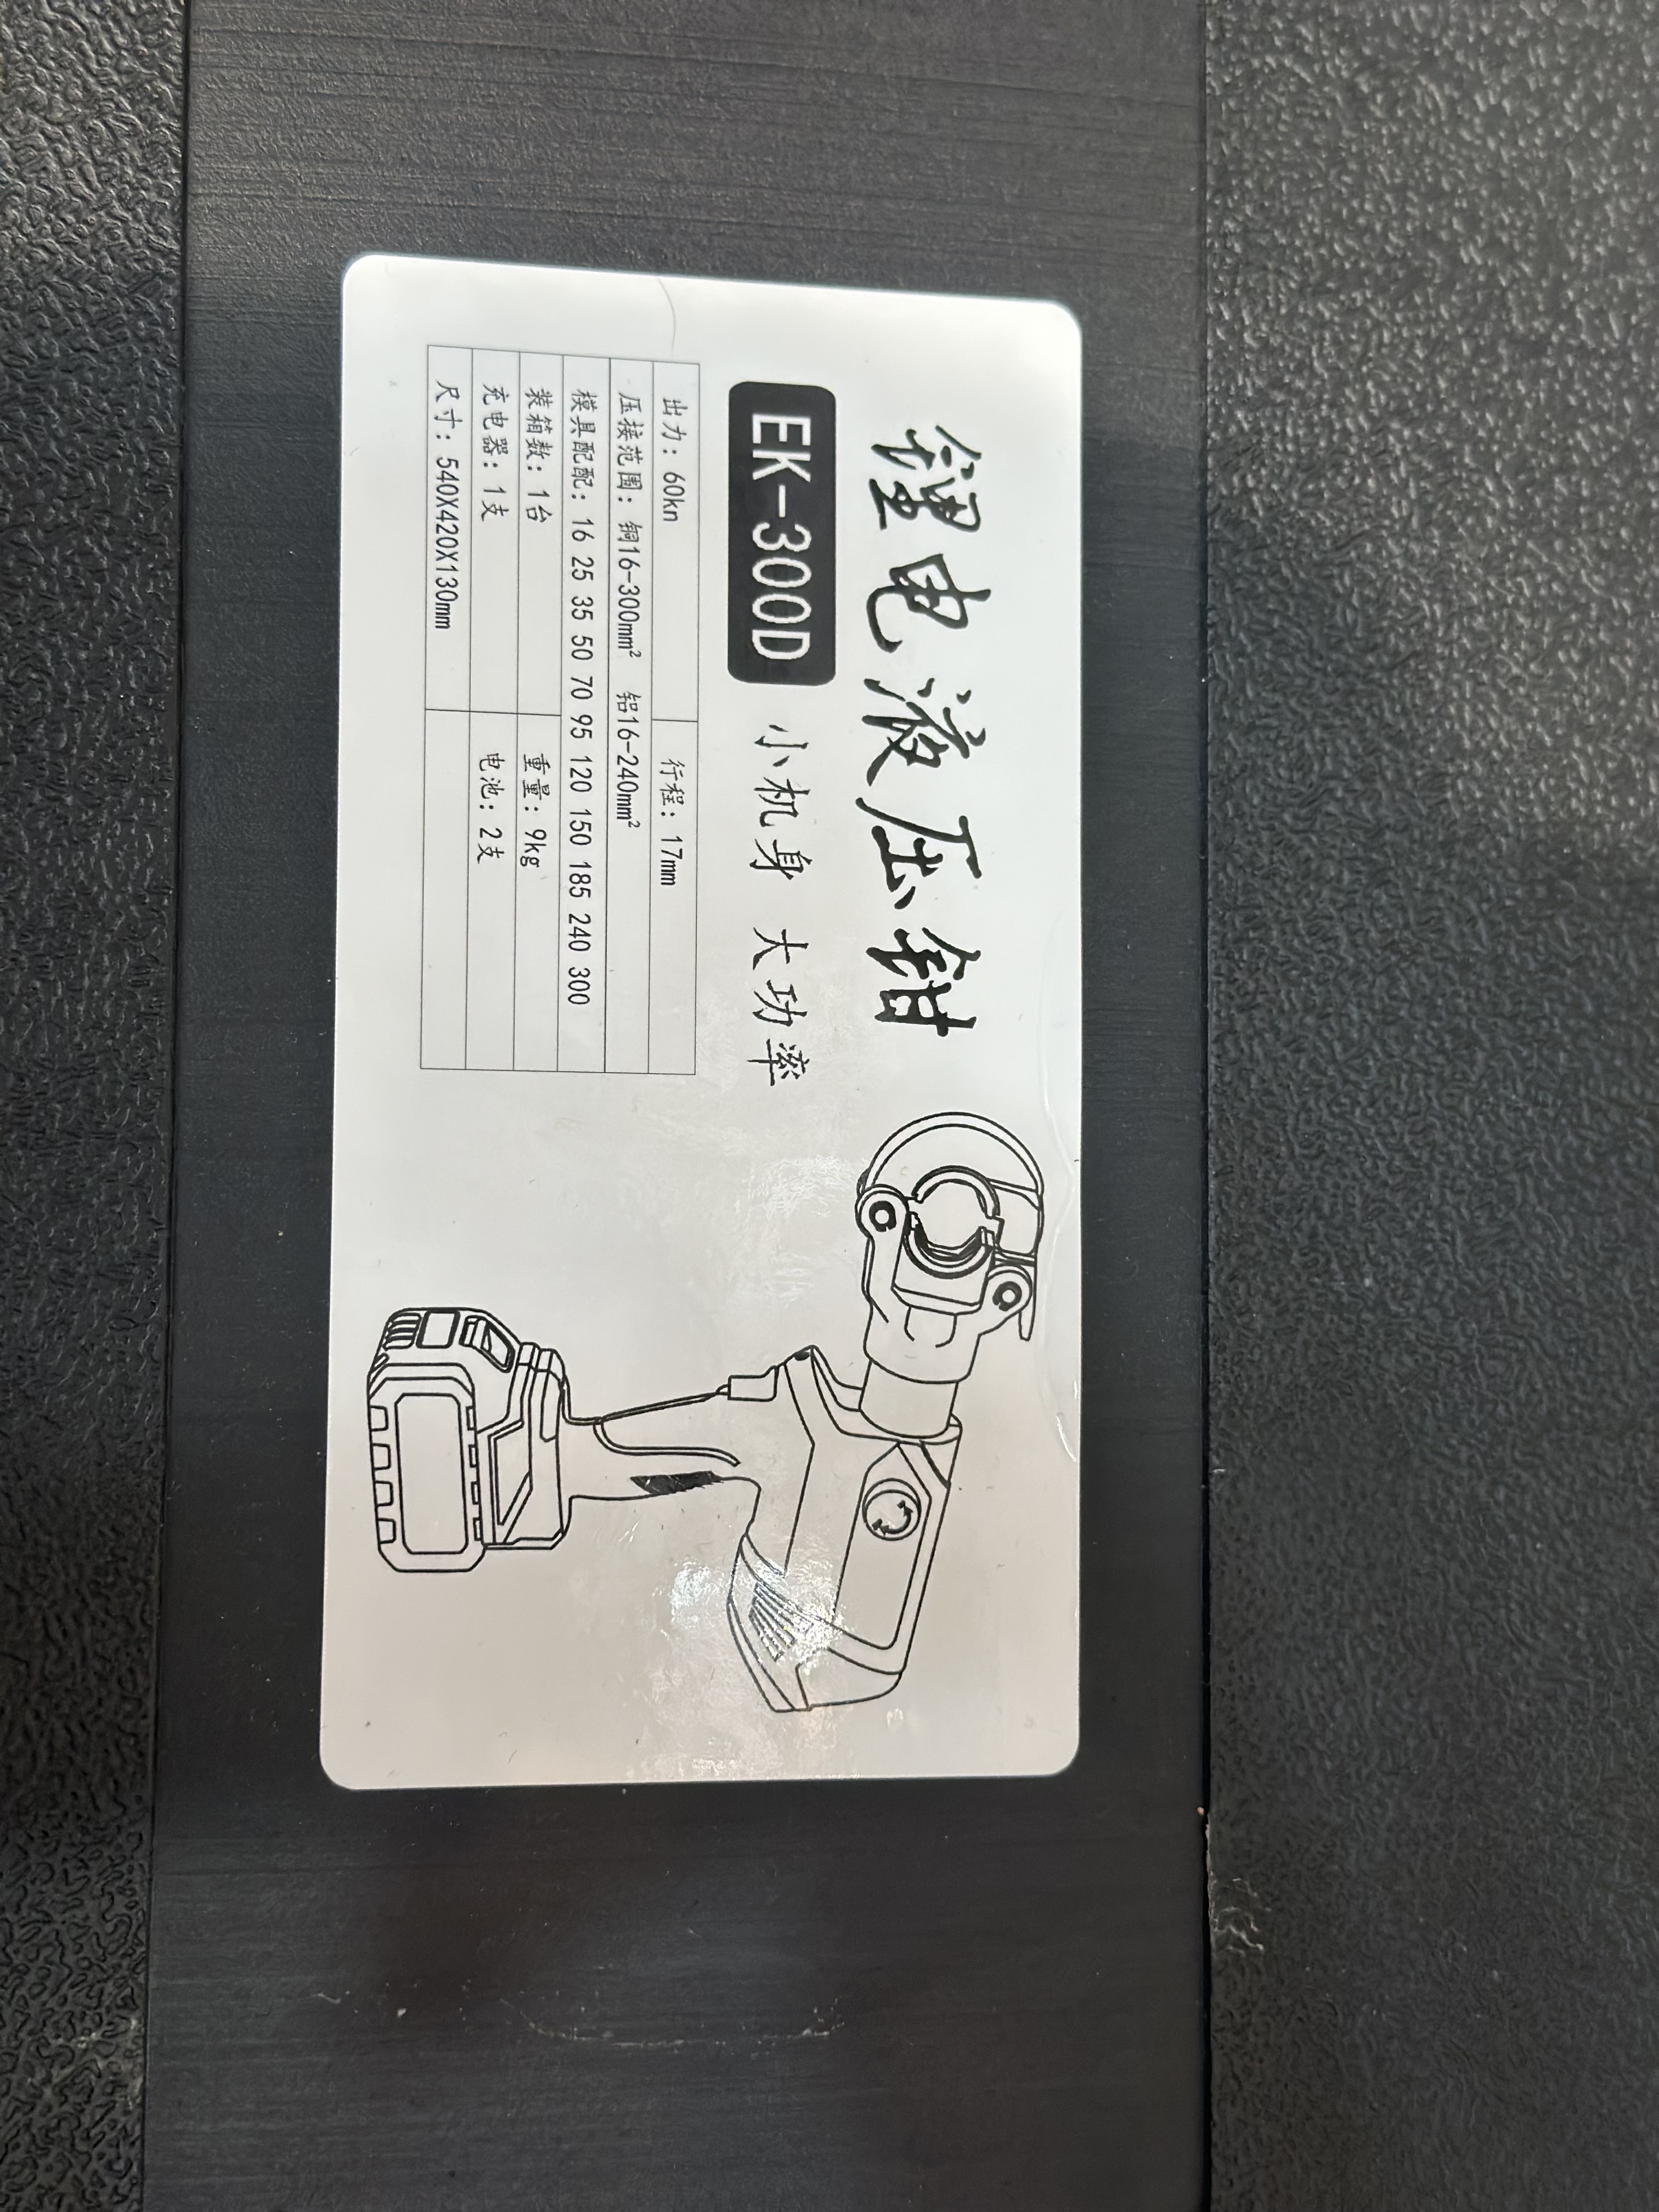 锂电液压钳
EK-300D 小机身 大功率
出力：60kn 行程：17mm
压接范围：铜16-300mm² 铝16-240mm²
模具配配：16 25 35 50 70 95 120 150 185 240 300
装箱数：1台 重量：9kg
充电器：1支 电池：2支
尺寸：540X420X130mm